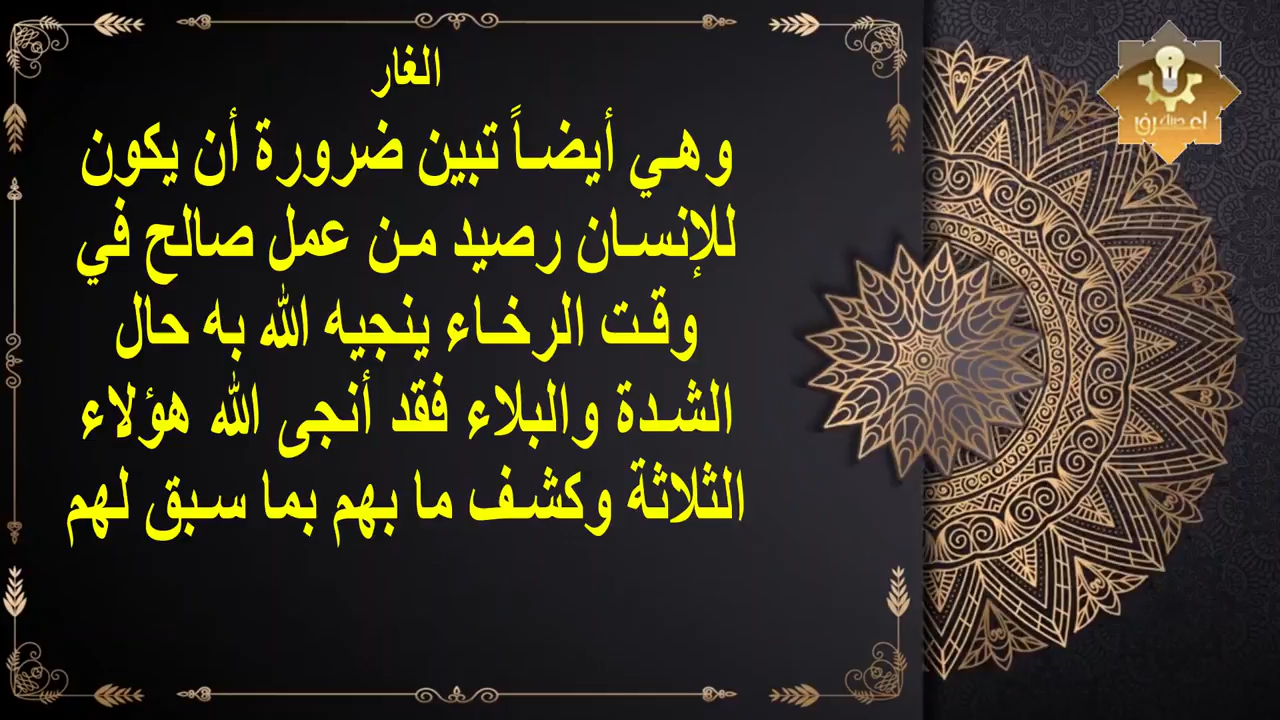 الغار
وهي أيضاً تبين ضرورة أن يكون
للإنسان رصيد من عمل صالح في
وقت الرخاء ينجيه الله به حال
الشدة والبلاء فقد أنجى الله هؤلاء
الثلاثة وكشف ما بهم بما سبق لهم